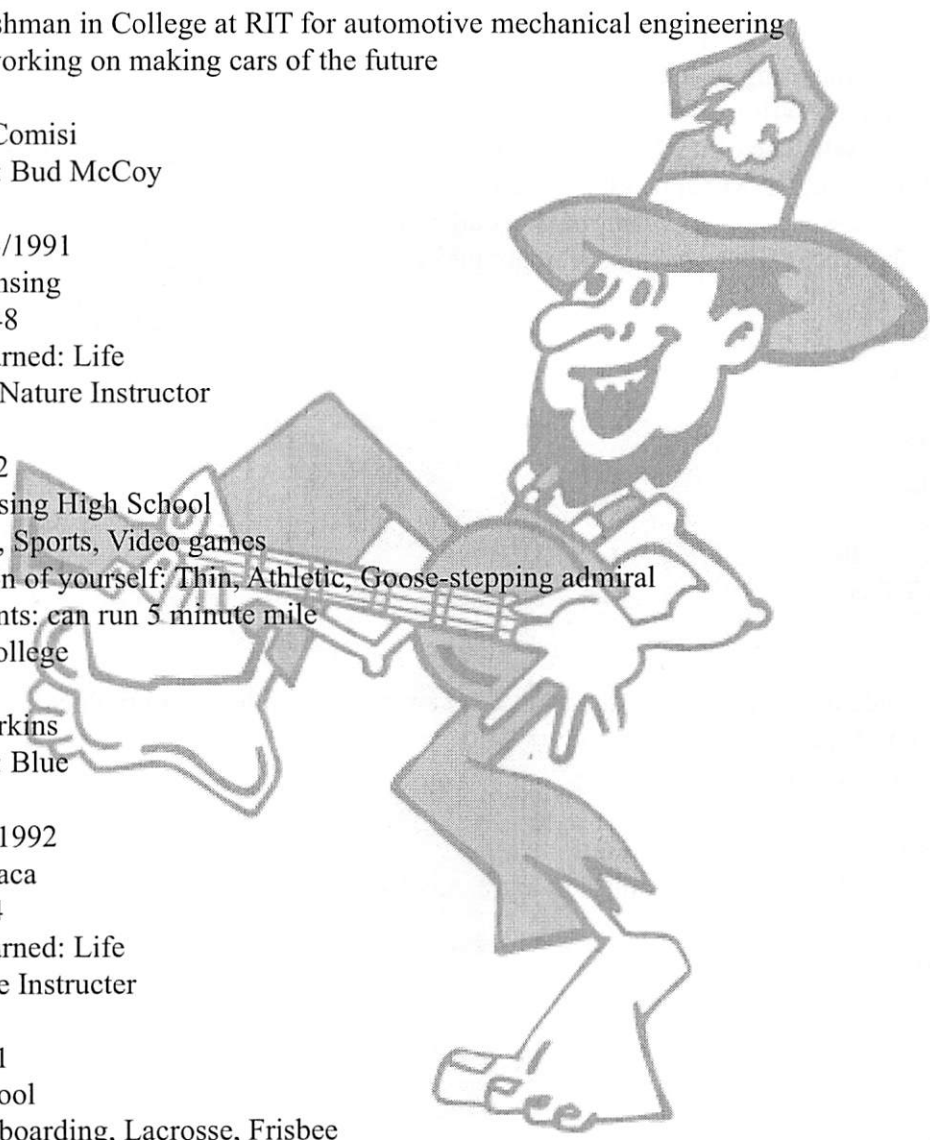 shman in College at RIT for automotive mechanical engineering
working on making cars of the future
Comisi
: Bud McCoy
/1991
nsing
48
rned: Life
Nature Instructor
2
sing High School
, Sports, Video games
n of yourself: Thin, Athletic, Goose-stepping admiral
nts: can run 5 minute mile
ollege
rkins
: Blue
1992
aca
4
rned: Life
e Instructer
1
ool
boarding, Lacrosse, Frisbee